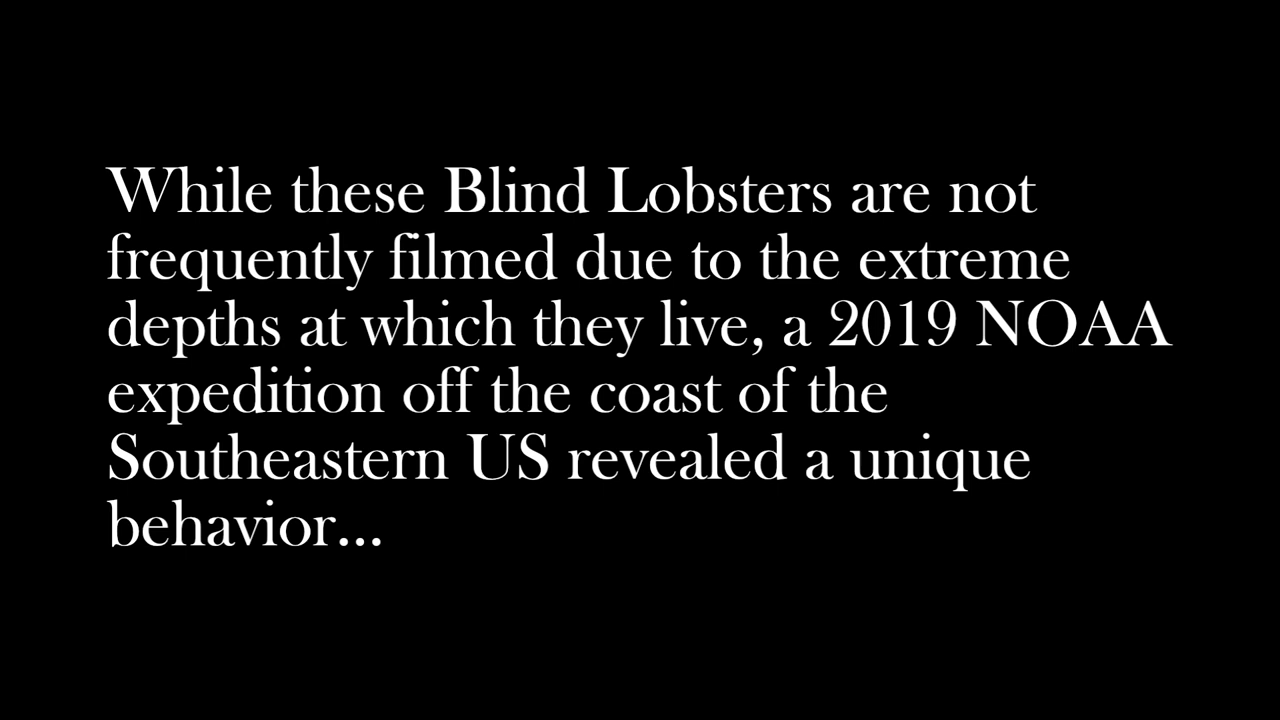 While these Blind Lobsters are not
frequently filmed due to the extreme
depths at which they live, a 2019 NOAA
expedition off the coast of the
Southeastern US revealed a unique
behavior...